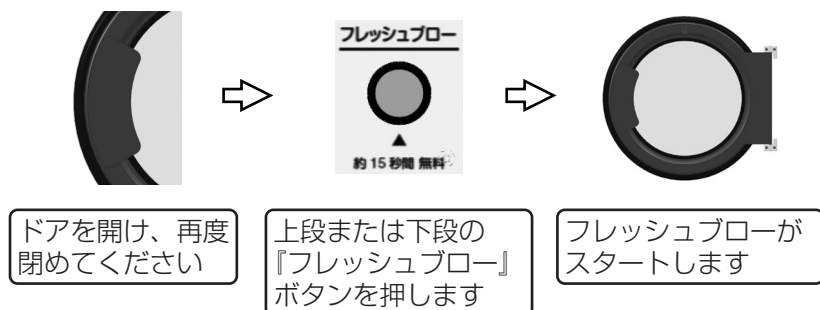 フレッシュブロー
▲
約15秒間 無料
ドアを開け、再度
閉めてください
上段または下段の
『フレッシュブロー』
ボタンを押します
フレッシュブローが
スタートします